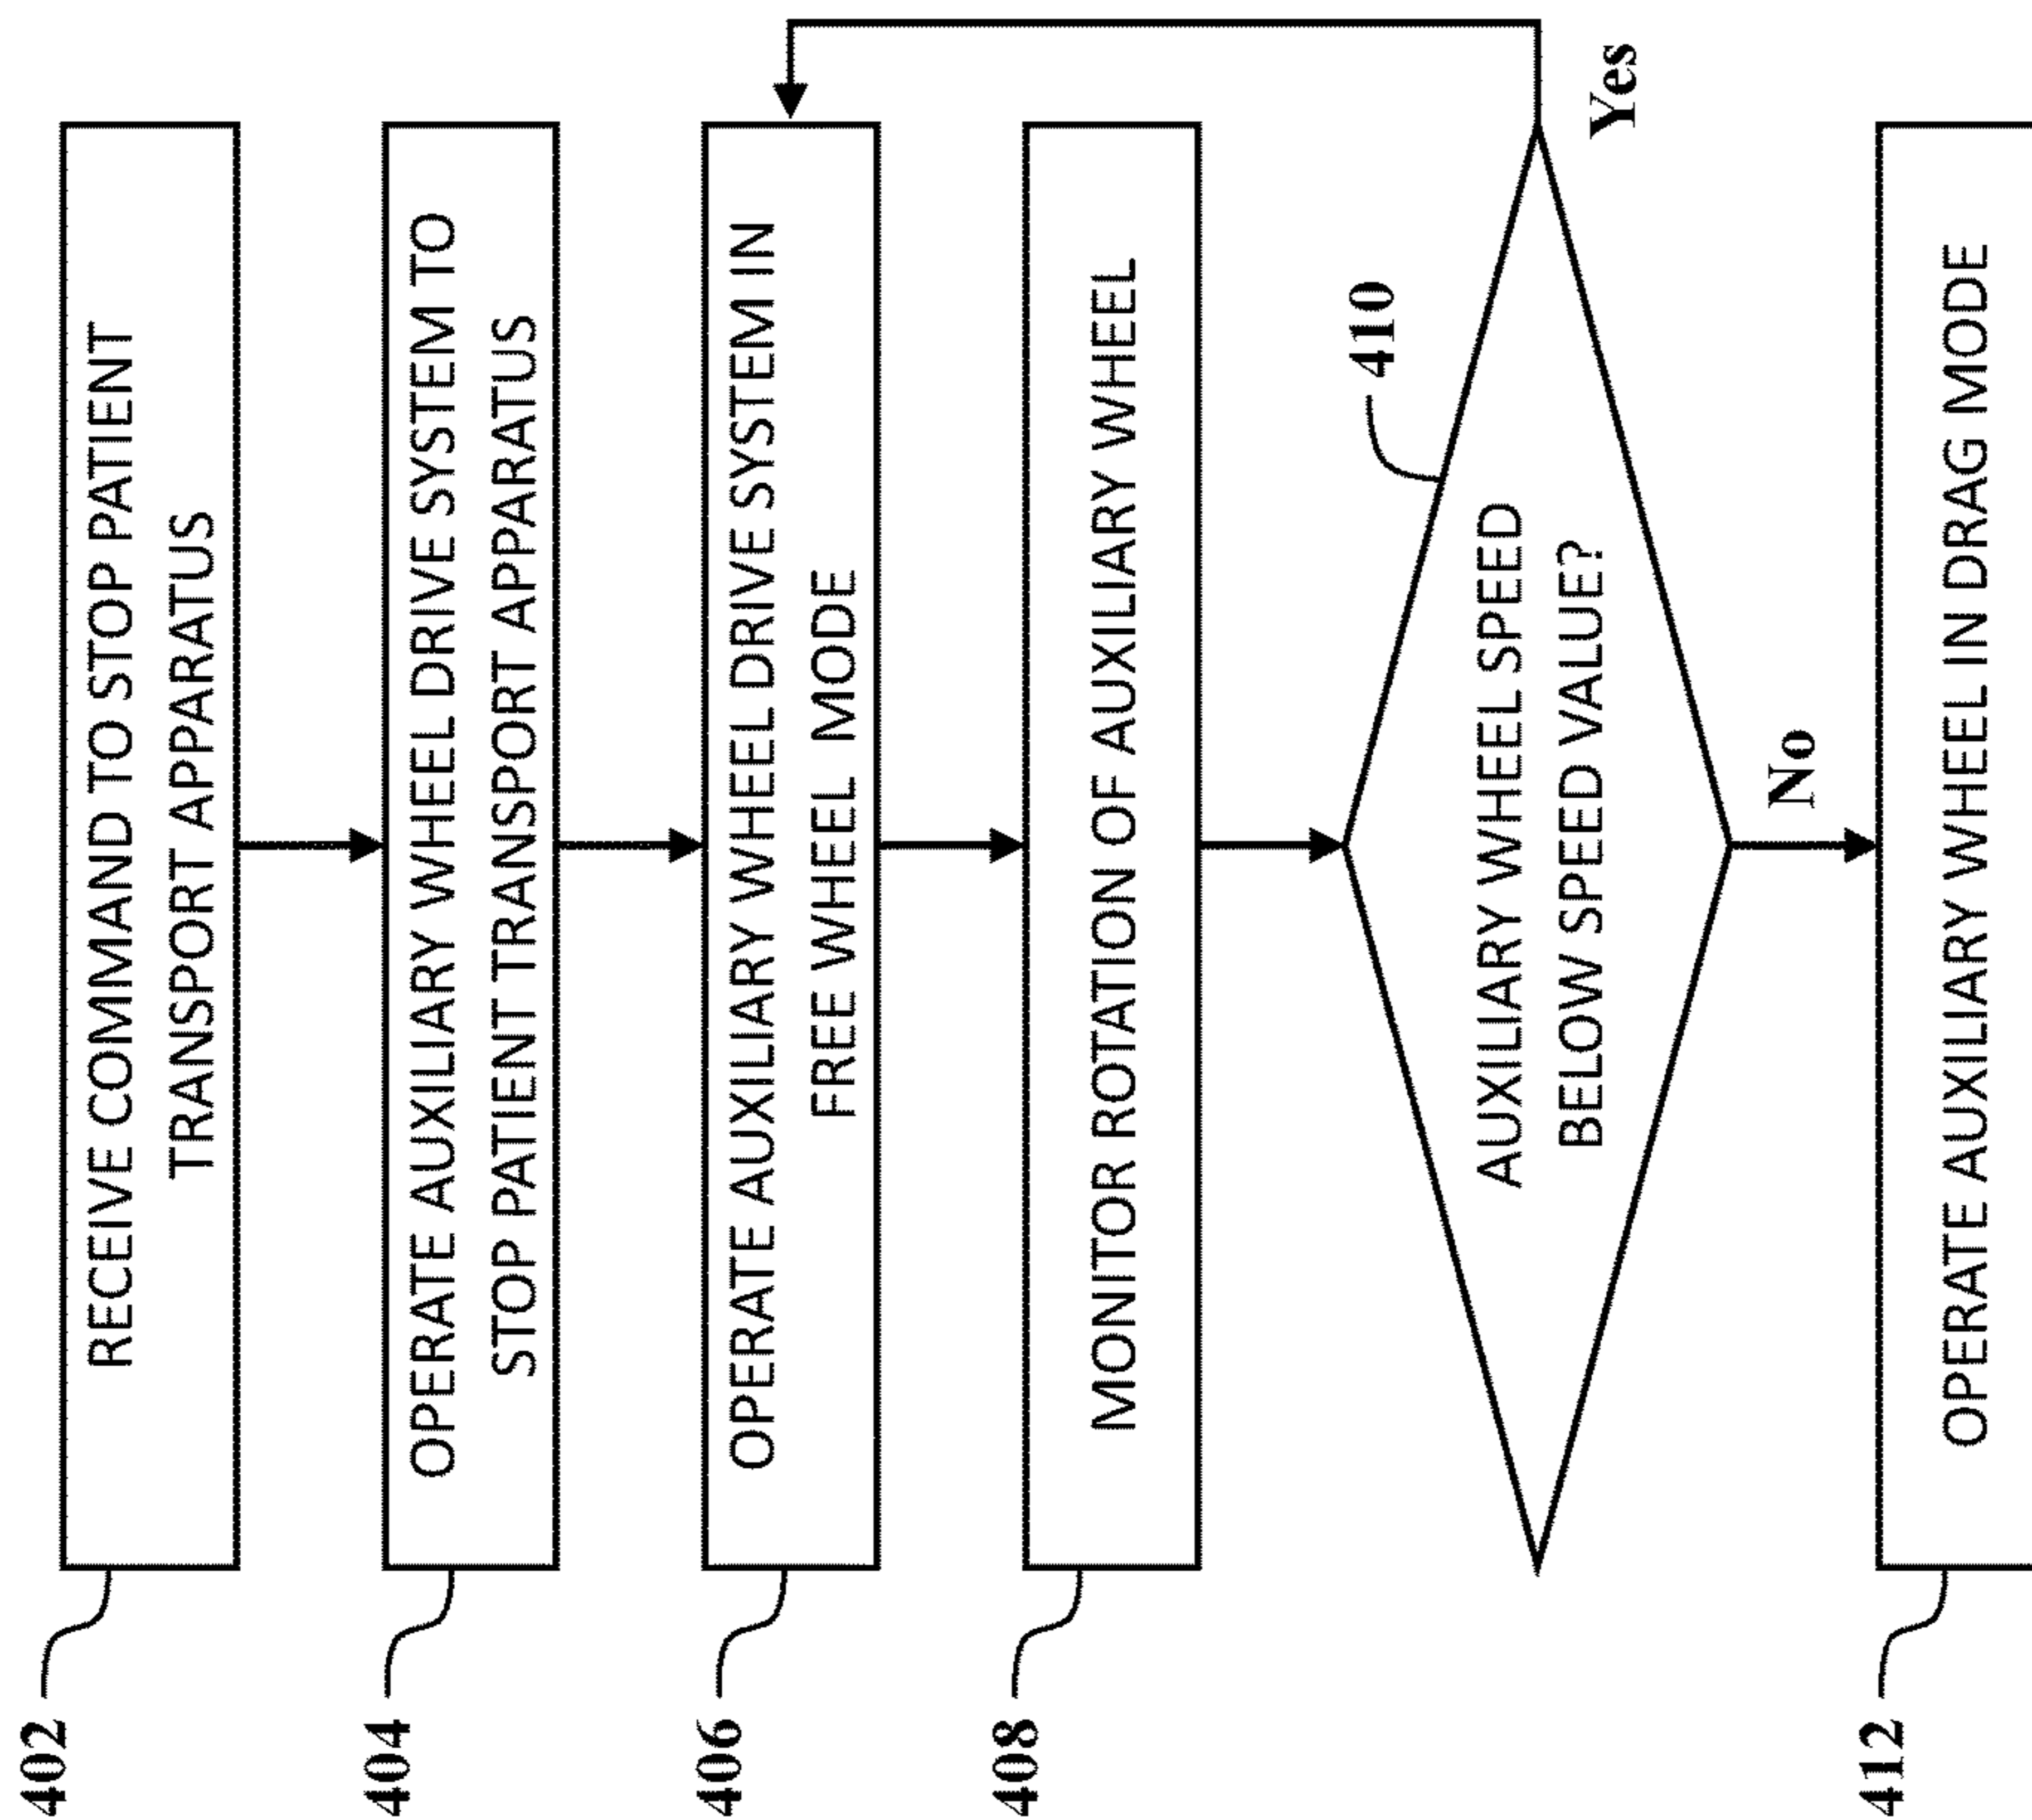 402
RECEIVE COMMAND TO STOP PATIENT
TRANSPORT APPARATUS
404
OPERATE AUXILIARY WHEEL DRIVE SYSTEM TO
STOP PATIENT TRANSPORT APPARATUS
406
OPERATE AUXILIARY WHEEL DRIVE SYSTEM IN
FREE WHEEL MODE
408
MONITOR ROTATION OF AUXILIARY WHEEL
410
AUXILIARY WHEEL SPEED
BELOW SPEED VALUE?
Yes
No
412
OPERATE AUXILIARY WHEEL IN DRAG MODE